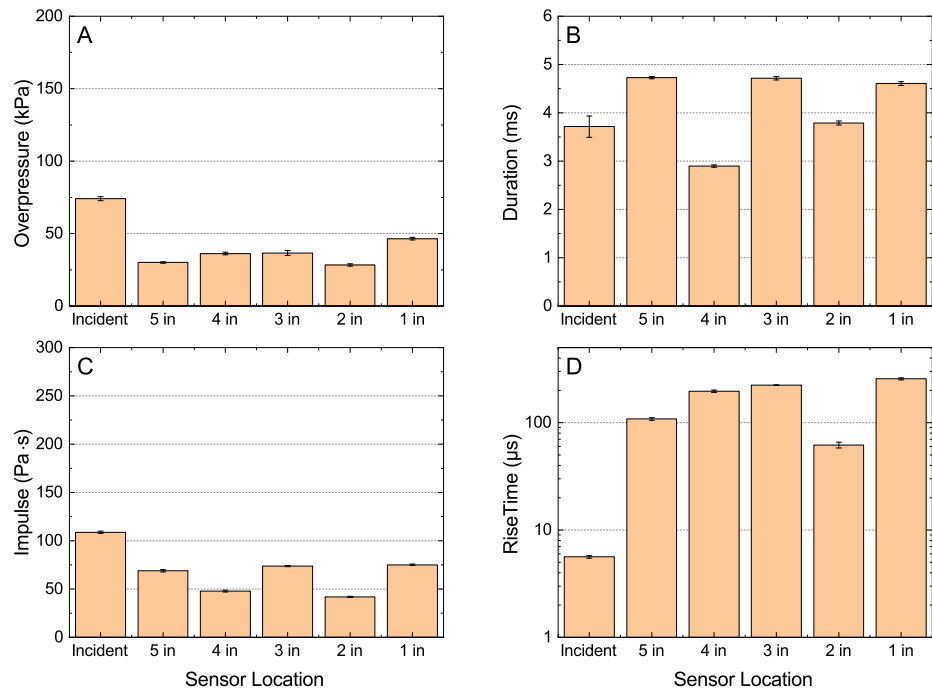 A
Overpressure (kPa)
200
150
100
50
0
Incident 5 in 4 in 3 in 2 in 1 in
B
Duration (ms)
6
5
4
3
2
1
0
Incident 5 in 4 in 3 in 2 in 1 in
C
Impulse (Pa·s)
300
250
200
150
100
50
0
Incident 5 in 4 in 3 in 2 in 1 in
Sensor Location
D
RiseTime (µs)
100
10
1
Incident 5 in 4 in 3 in 2 in 1 in
Sensor Location